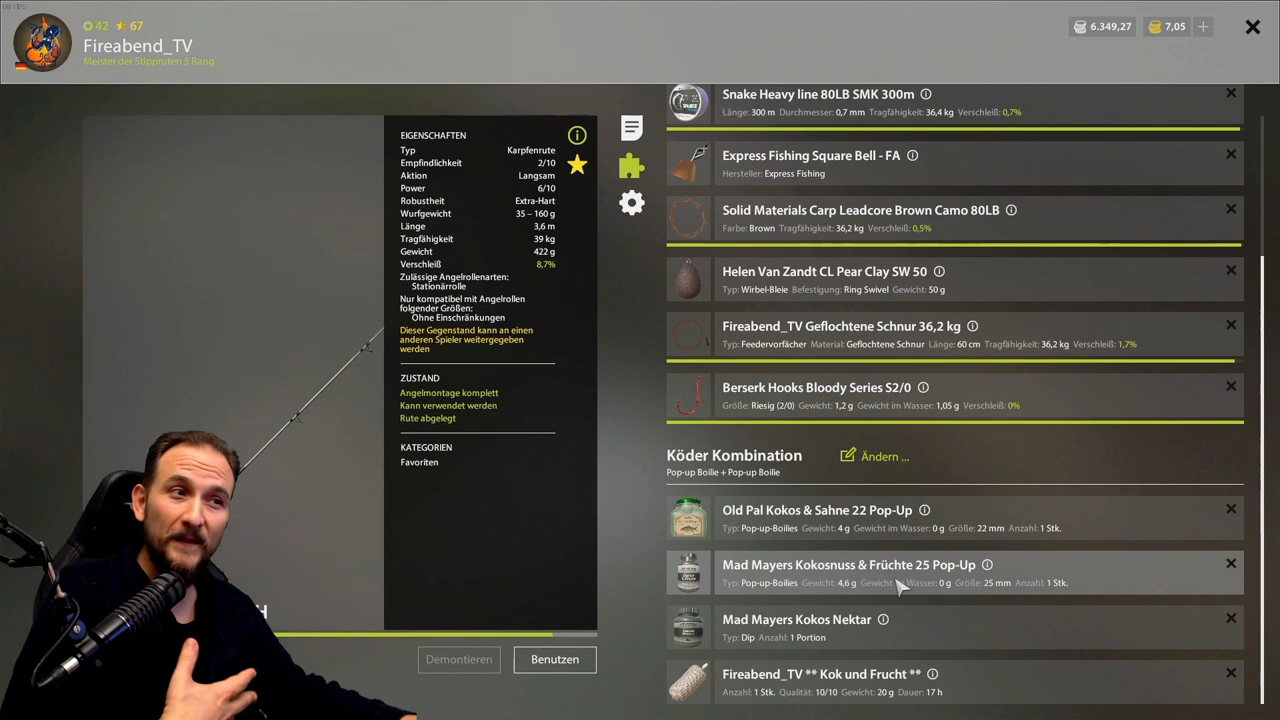 42 67
Fireabend_TV
Meister der Stippruten 5 Rang
6.349,27
7,05
EIGENSCHAFTEN
Typ Karpfenrute
Empfindlichkeit 2/10
Aktion Langsam
Power 6/10
Robustheit Extra-Hart
Wurfgewicht 35 – 160 g
Länge 3,6 m
Tragfähigkeit 39 kg
Gewicht 422 g
Verschleiß 8,7%
Zulässige Angelrollenarten:
Stationärrolle
Nur kompatibel mit Angelrollen
folgender Größen:
Ohne Einschränkungen
Dieser Gegenstand kann an einen
anderen Spieler weitergegeben
werden
ZUSTAND
Angelmontage komplett
Kann verwendet werden
Rute abgelegt
KATEGORIEN
Favoriten
H
Demontieren
Benutzen
Snake Heavy line 80LB SMK 300m
Länge: 300 m Durchmesser: 0,7 mm Tragfähigkeit: 36,4 kg Verschleiß: 0,7%
Express Fishing Square Bell - FA
Hersteller: Express Fishing
Solid Materials Carp Leadcore Brown Camo 80LB
Farbe: Brown Tragfähigkeit: 36,2 kg Verschleiß: 0,5%
Helen Van Zandt CL Pear Clay SW 50
Typ: Wirbel-Bleie Befestigung: Ring Swivel Gewicht: 50 g
Fireabend_TV Geflochtene Schnur 36,2 kg
Typ: Feedervorfächer Material: Geflochtene Schnur Länge: 60 cm Tragfähigkeit: 36,2 kg Verschleiß: 1,7%
Berserk Hooks Bloody Series S2/0
Größe: Riesig (2/0) Gewicht: 1,2 g Gewicht im Wasser: 1,05 g Verschleiß: 0%
Köder Kombination
Ändern ...
Pop-up Boilie + Pop-up Boilie
Old Pal Kokos & Sahne 22 Pop-Up
Typ: Pop-up-Boilies Gewicht: 4 g Gewicht im Wasser: 0 g Größe: 22 mm Anzahl: 1 Stk.
Mad Mayers Kokosnuss & Früchte 25 Pop-Up
Typ: Pop-up-Boilies Gewicht: 4,6 g Gewicht Wasser: 0 g Größe: 25 mm Anzahl: 1 Stk.
Mad Mayers Kokos Nektar
Typ: Dip Anzahl: 1 Portion
Fireabend_TV ** Kok und Frucht **
Anzahl: 1 Stk. Qualität: 10/10 Gewicht: 20 g Dauer: 17 h